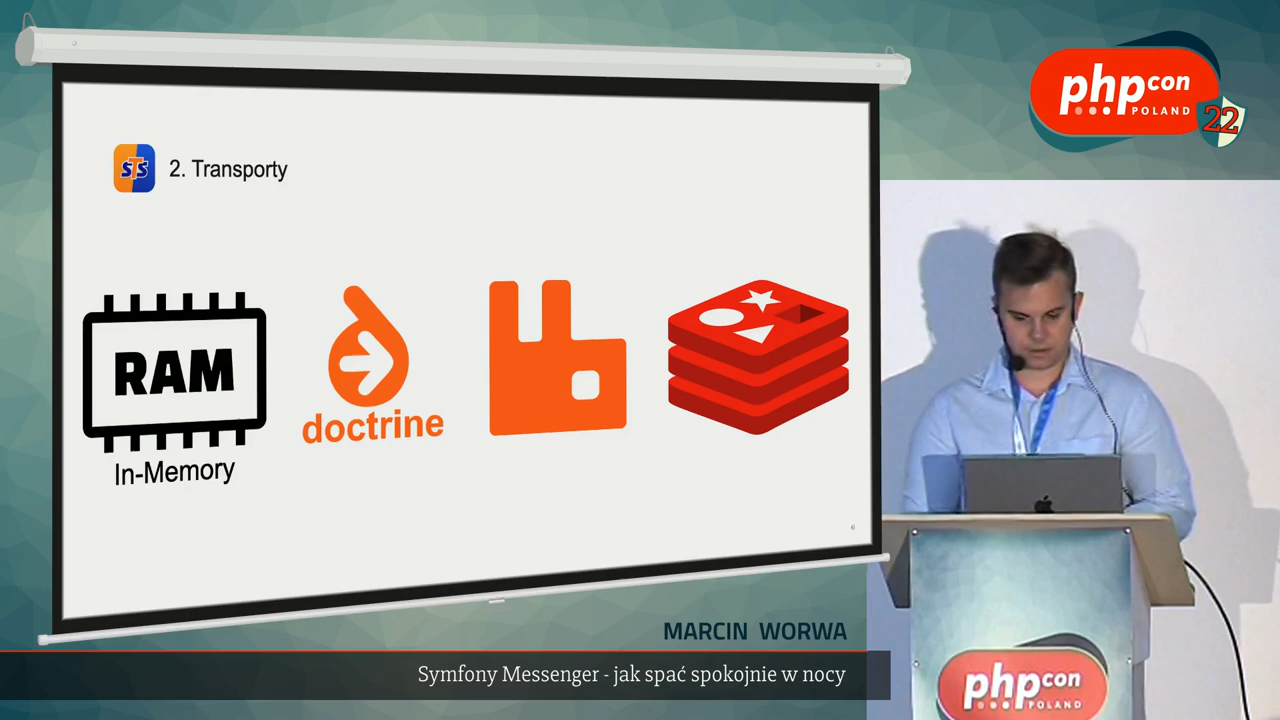 phpcon
POLAND
22
STS
2. Transporty
RAM
In-Memory
doctrine
MARCIN WORWA
Symfony Messenger - jak spać spokojnie w nocy
phpcon
POLAND